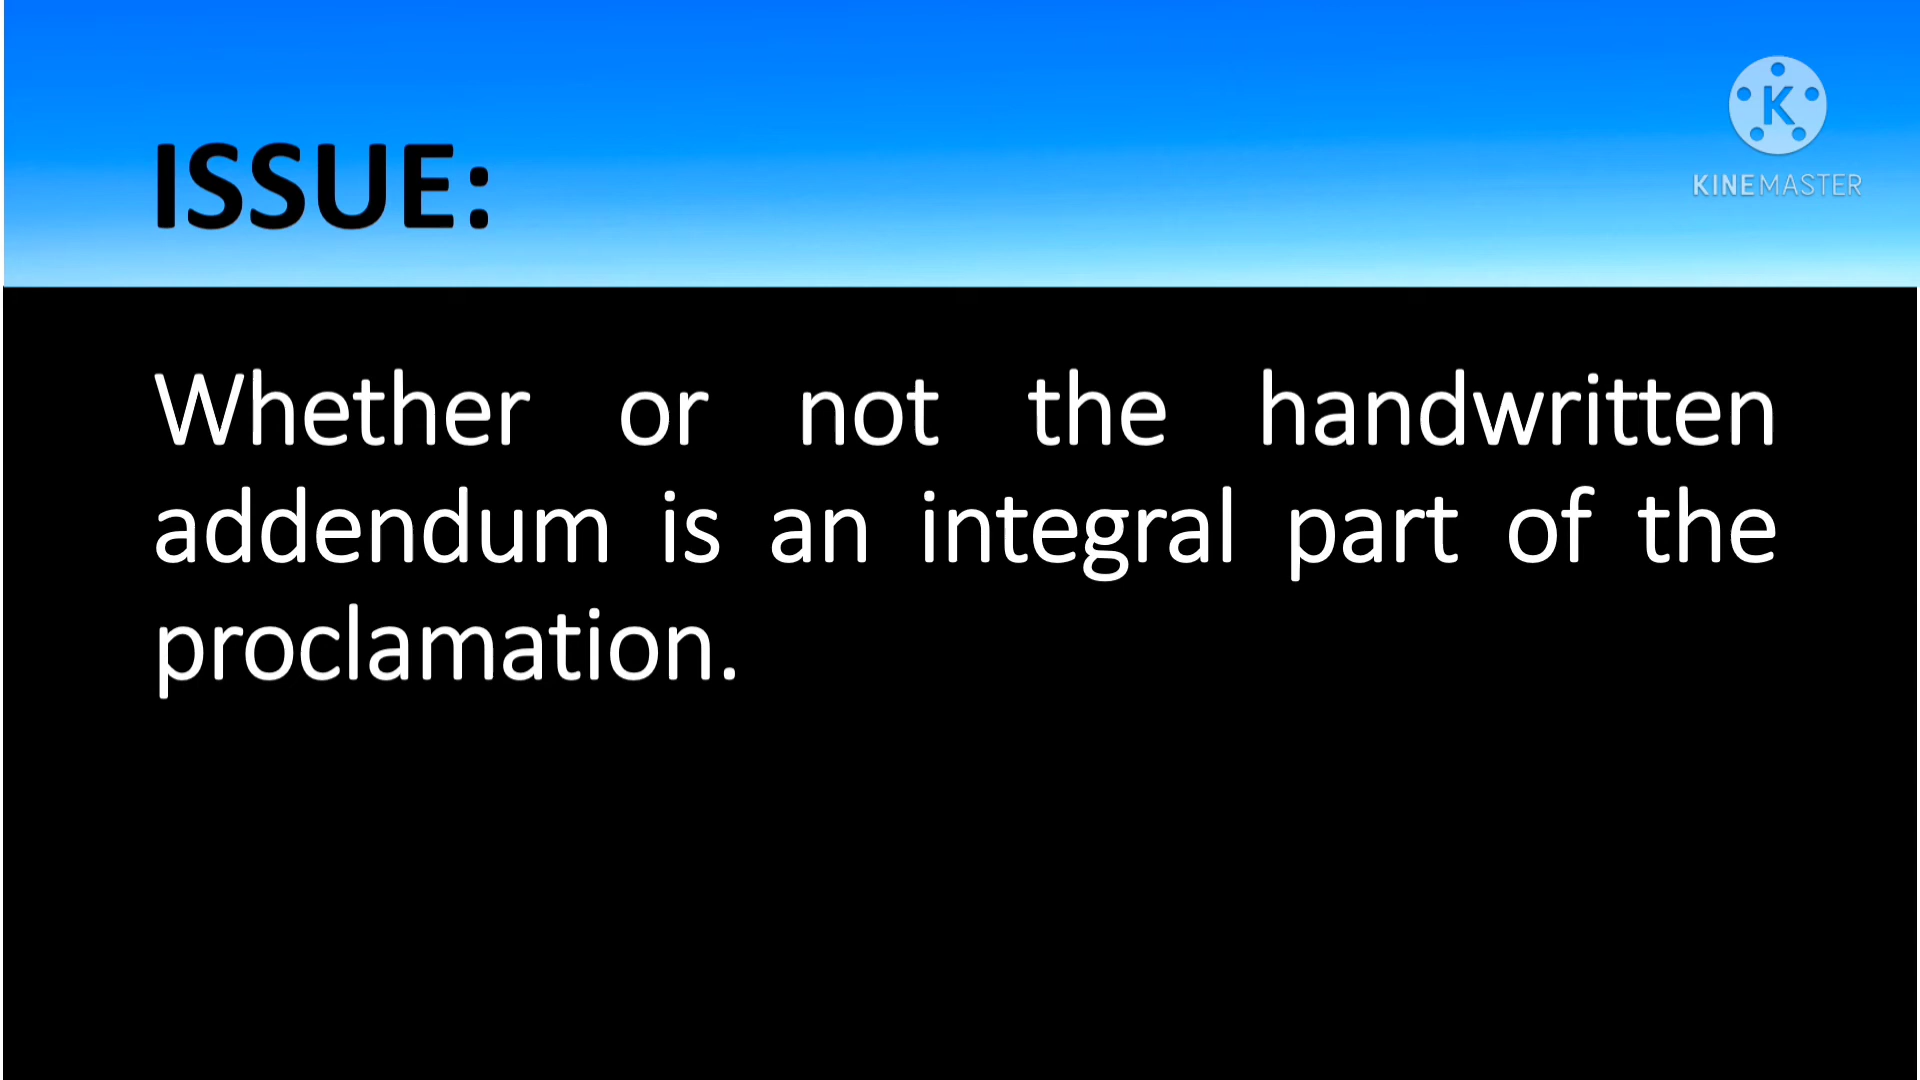 ISSUE:
K
KINEMASTER
Whether or not the handwritten
addendum is an integral part of the
proclamation.